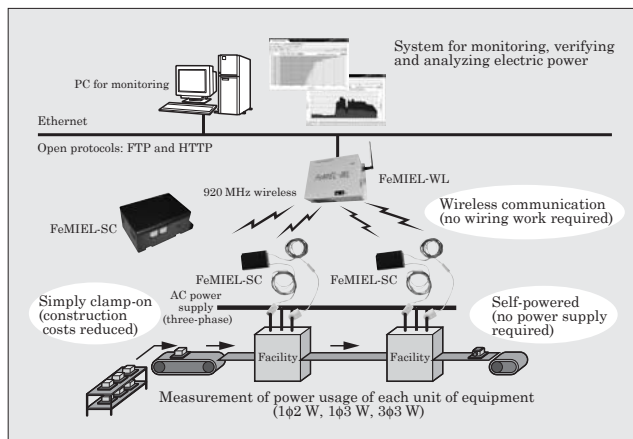 System for monitoring, verifying
and analyzing electric power
PC for monitoring
Ethernet
Open protocols: FTP and HTTP
FeMIEL-WL
920 MHz wireless
Wireless communication
(no wiring work required)
FeMIEL-SC
FeMIEL-SC
FeMIEL-SC
Simply clamp-on
(construction
costs reduced)
AC power
supply
(three-phase)
Self-powered
(no power supply
required)
Facility
Facility
Measurement of power usage of each unit of equipment
(1ϕ2 W, 1ϕ3 W, 3ϕ3 W)